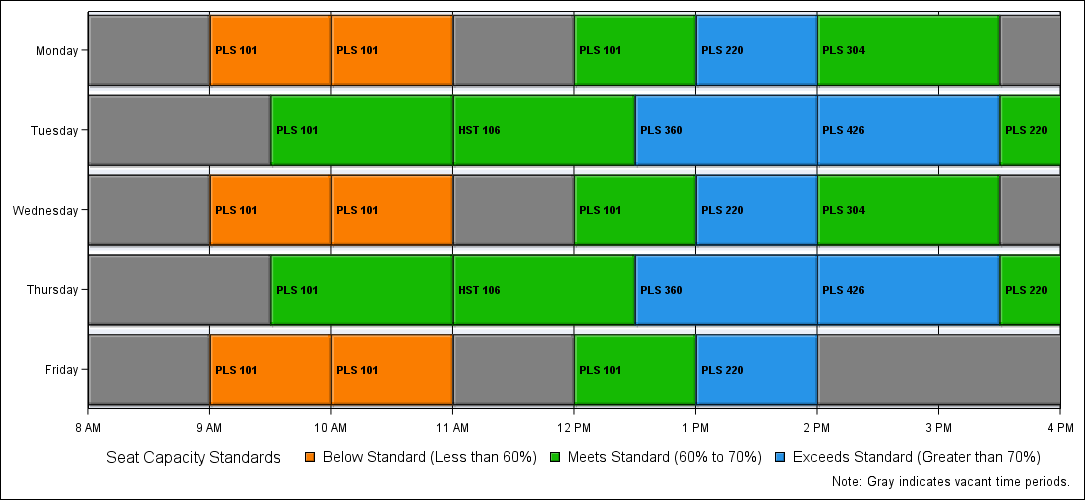 Monday PLS 101 PLS 101 PLS 101 PLS 220 PLS 304
Tuesday PLS 101 HST 106 PLS 360 PLS 426 PLS 220
Wednesday PLS 101 PLS 101 PLS 101 PLS 220 PLS 304
Thursday PLS 101 HST 106 PLS 360 PLS 426 PLS 220
Friday PLS 101 PLS 101 PLS 101 PLS 220
8 AM 9 AM 10 AM 11 AM 12 PM 1 PM 2 PM 3 PM 4 PM
Seat Capacity Standards Below Standard (Less than 60%) Meets Standard (60% to 70%) Exceeds Standard (Greater than 70%)
Note: Gray indicates vacant time periods.